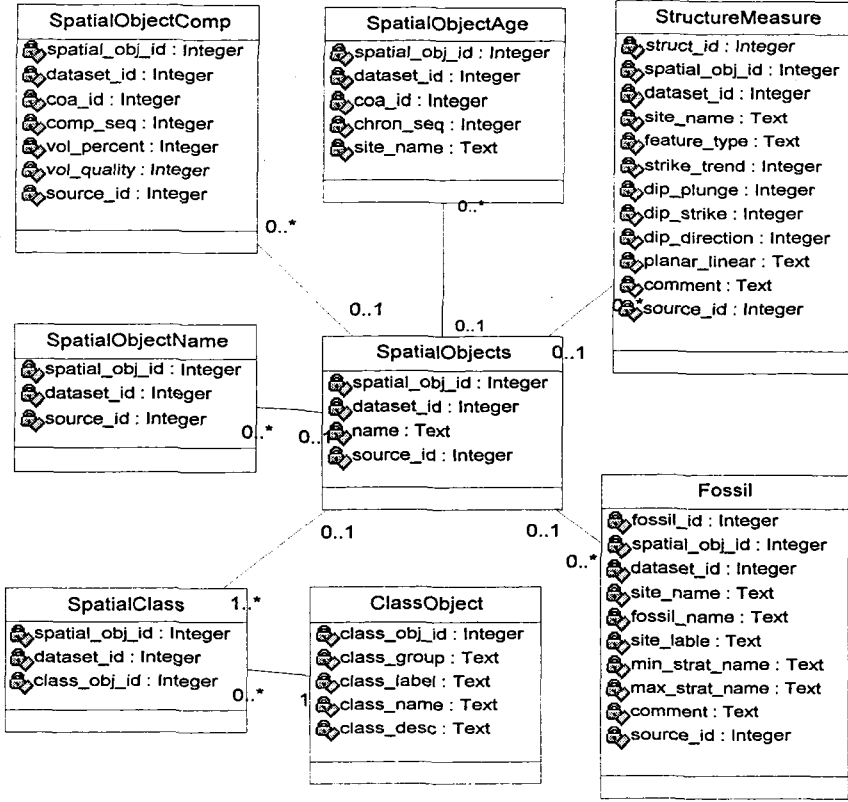 SpatialObjectComp
spatial_obj_id : Integer
dataset_id : Integer
coa_id : Integer
comp_seq : Integer
vol_percent : Integer
vol_quality : Integer
source_id : Integer
0..*
0..1
SpatialObjectAge
spatial_obj_id : Integer
dataset_id : Integer
coa_id : Integer
chron_seq : Integer
site_name : Text
0..*
0..1
StructureMeasure
struct_id : Integer
spatial_obj_id : Integer
dataset_id : Integer
site_name : Text
feature_type : Text
strike_trend : Integer
dip_plunge : Integer
dip_strike : Integer
dip_direction : Integer
planar_linear : Text
comment : Text
source_id : Integer
0..1
SpatialObjectName
spatial_obj_id : Integer
dataset_id : Integer
source_id : Integer
0..*
SpatialObjects
spatial_obj_id : Integer
dataset_id : Integer
name : Text
source_id : Integer
0..1
0..1
0..*
Fossil
fossil_id : Integer
spatial_obj_id : Integer
dataset_id : Integer
site_name : Text
fossil_name : Text
site_lable : Text
min_strat_name : Text
max_strat_name : Text
comment : Text
source_id : Integer
1..*
SpatialClass
spatial_obj_id : Integer
dataset_id : Integer
class_obj_id : Integer
0..*
1
ClassObject
class_obj_id : Integer
class_group : Text
class_label : Text
class_name : Text
class_desc : Text